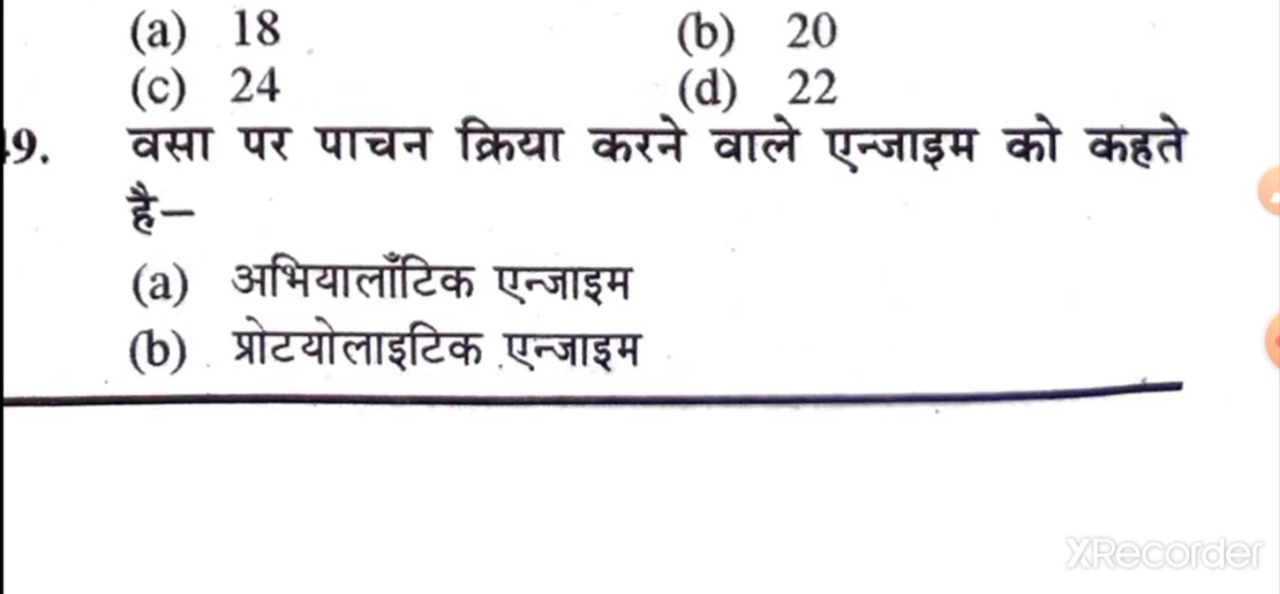 (a) 18 (b) 20
(c) 24 (d) 22
49. वसा पर पाचन क्रिया करने वाले एन्जाइम को कहते
है–
(a) अभियालाँटिक एन्जाइम
(b) प्रोटयोलाइटिक एन्जाइम
XRecorder